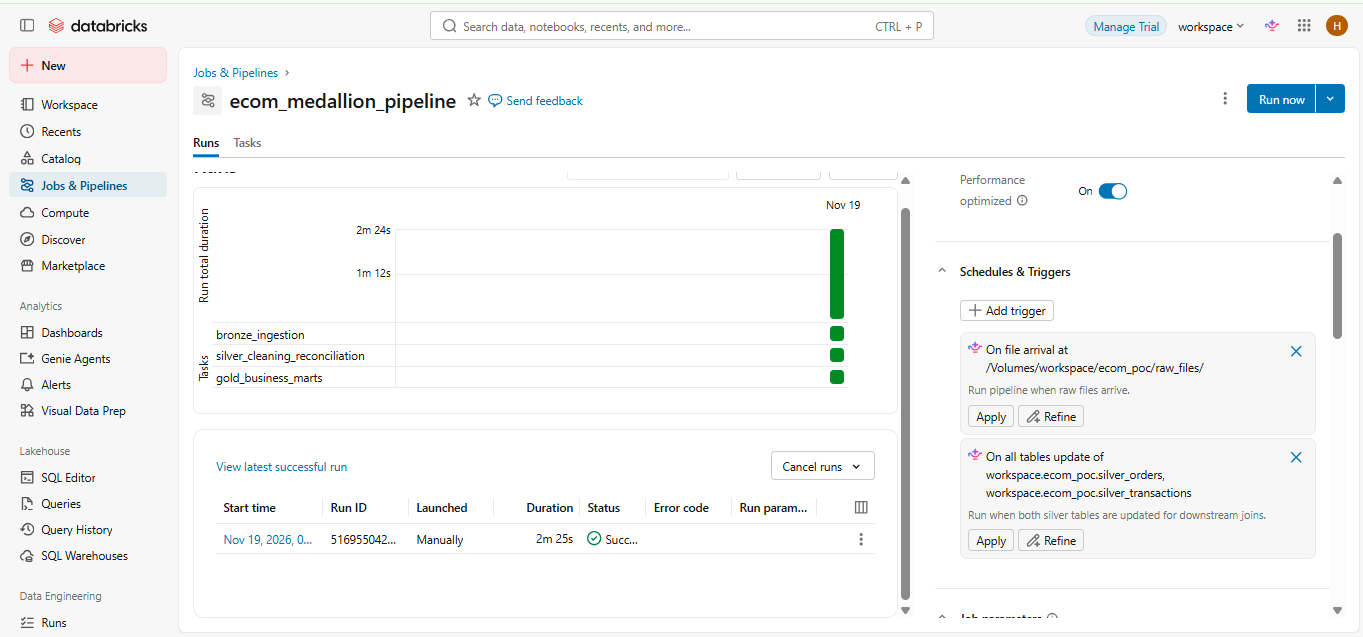 databricks
Search data, notebooks, recents, and more...
CTRL + P
Manage Trial
workspace
H
New
Workspace
Recents
Catalog
Jobs & Pipelines
Compute
Discover
Marketplace
Analytics
Dashboards
Genie Agents
Alerts
Visual Data Prep
Lakehouse
SQL Editor
Queries
Query History
SQL Warehouses
Data Engineering
Runs
Jobs & Pipelines
ecom_medallion_pipeline
Send feedback
Run now
Runs
Tasks
Nov 19
Run total duration
2m 24s
1m 12s
Tasks
bronze_ingestion
silver_cleaning_reconciliation
gold_business_marts
View latest successful run
Cancel runs
Start time Run ID Launched Duration Status Error code Run param...
Nov 19, 2026, 0... 516955042... Manually 2m 25s Succ...
Performance
optimized
On
Schedules & Triggers
Add trigger
On file arrival at
/Volumes/workspace/ecom_poc/raw_files/
Run pipeline when raw files arrive.
Apply Refine
On all tables update of
workspace.ecom_poc.silver_orders,
workspace.ecom_poc.silver_transactions
Run when both silver tables are updated for downstream joins.
Apply Refine
Job parameters